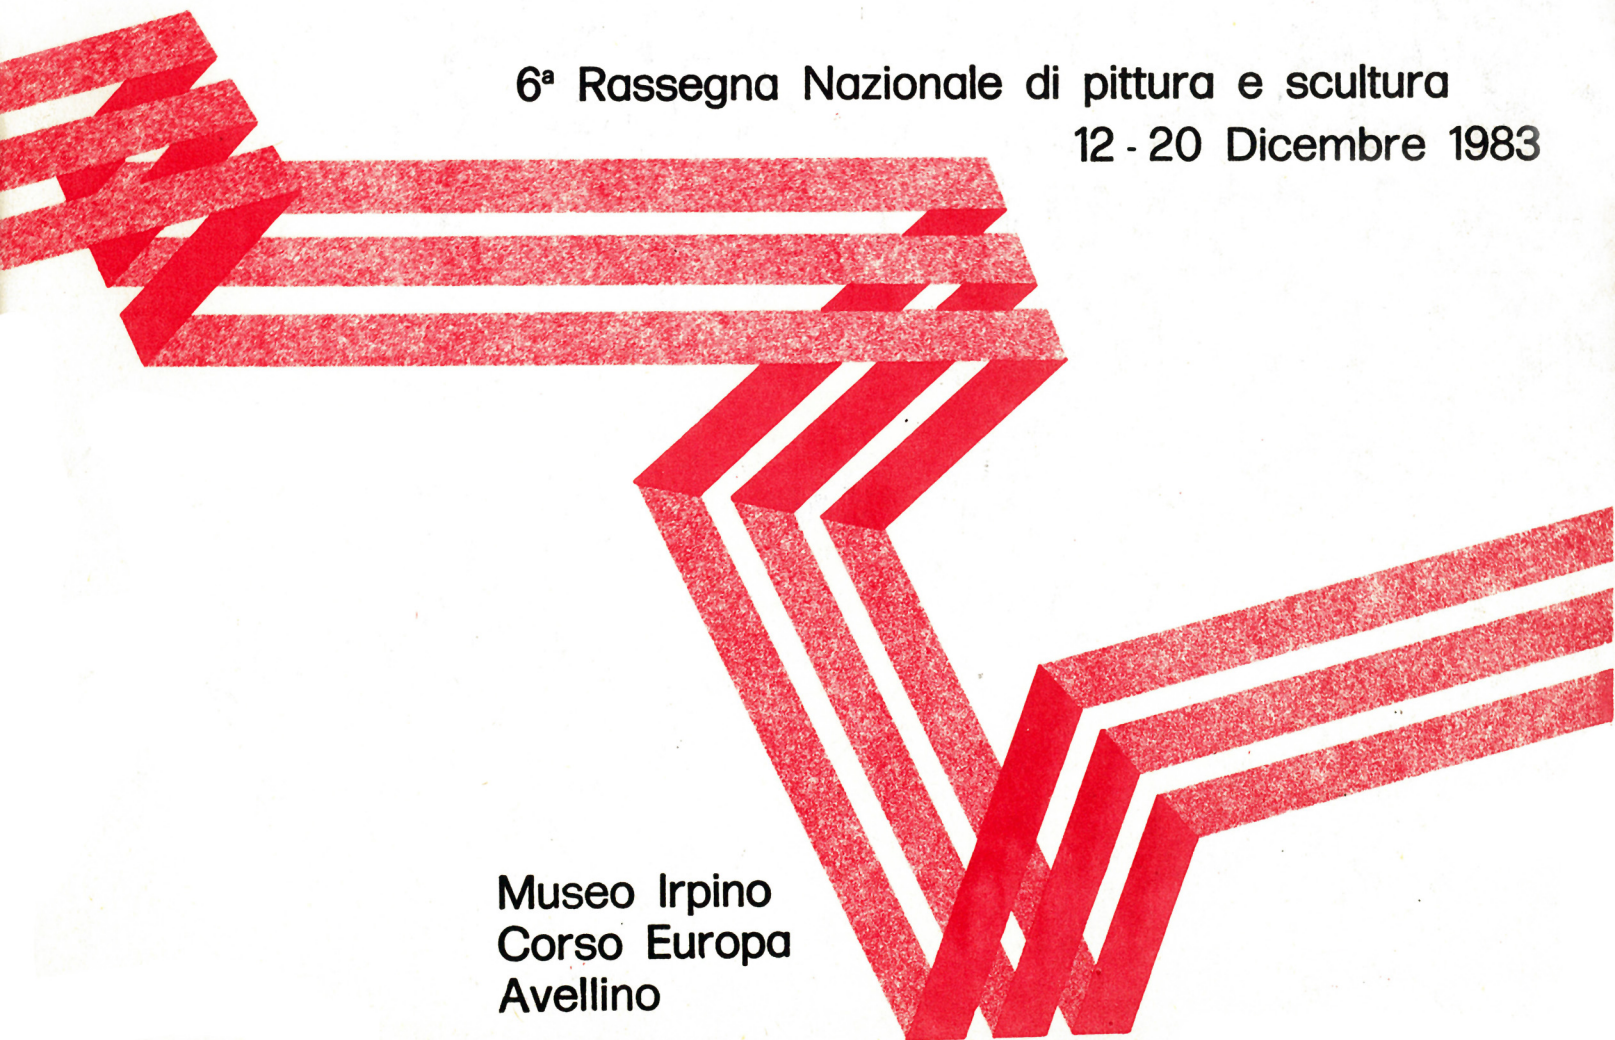 6ª Rassegna Nazionale di pittura e scultura
12 - 20 Dicembre 1983
Museo Irpino
Corso Europa
Avellino